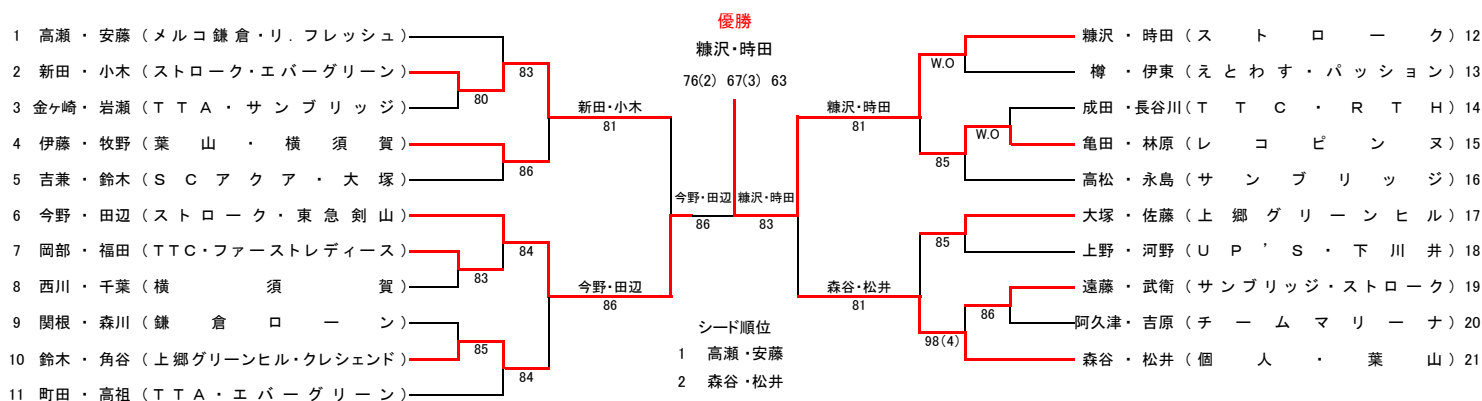 優勝
糠沢・時田
76(2) 67(3) 63
1 高瀬・安藤(メルコ鎌倉・リ.フレッシュ)
2 新田・小木(ストローク・エバーグリーン)
3 金ヶ崎・岩瀬(TTA・サンブリッジ)
4 伊藤・牧野(葉山・横須賀)
5 吉兼・鈴木(SCアクア・大塚)
6 今野・田辺(ストローク・東急剣山)
7 岡部・福田(TTC・ファーストレディース)
8 西川・千葉(横須賀)
9 関根・森川(鎌倉ローン)
10 鈴木・角谷(上郷グリーンヒル・クレシェンド)
11 町田・高祖(TTA・エバーグリーン)
80
83
83
86
84
85
84
新田・小木
81
今野・田辺
86
今野・田辺
86
糠沢・時田
83
糠沢・時田
81
森谷・松井
81
W.O
W.O
85
85
86
98(4)
糠沢・時田(ストローク)12
樽・伊東(えとわす・パッション)13
成田・長谷川(TTC・RTH)14
亀田・林原(レコピンヌ)15
高松・永島(サンブリッジ)16
大塚・佐藤(上郷グリーンヒル)17
上野・河野(UP'S・下川井)18
遠藤・武衛(サンブリッジ・ストローク)19
阿久津・吉原(チームマリーナ)20
森谷・松井(個人・葉山)21
シード順位
1 高瀬・安藤
2 森谷・松井